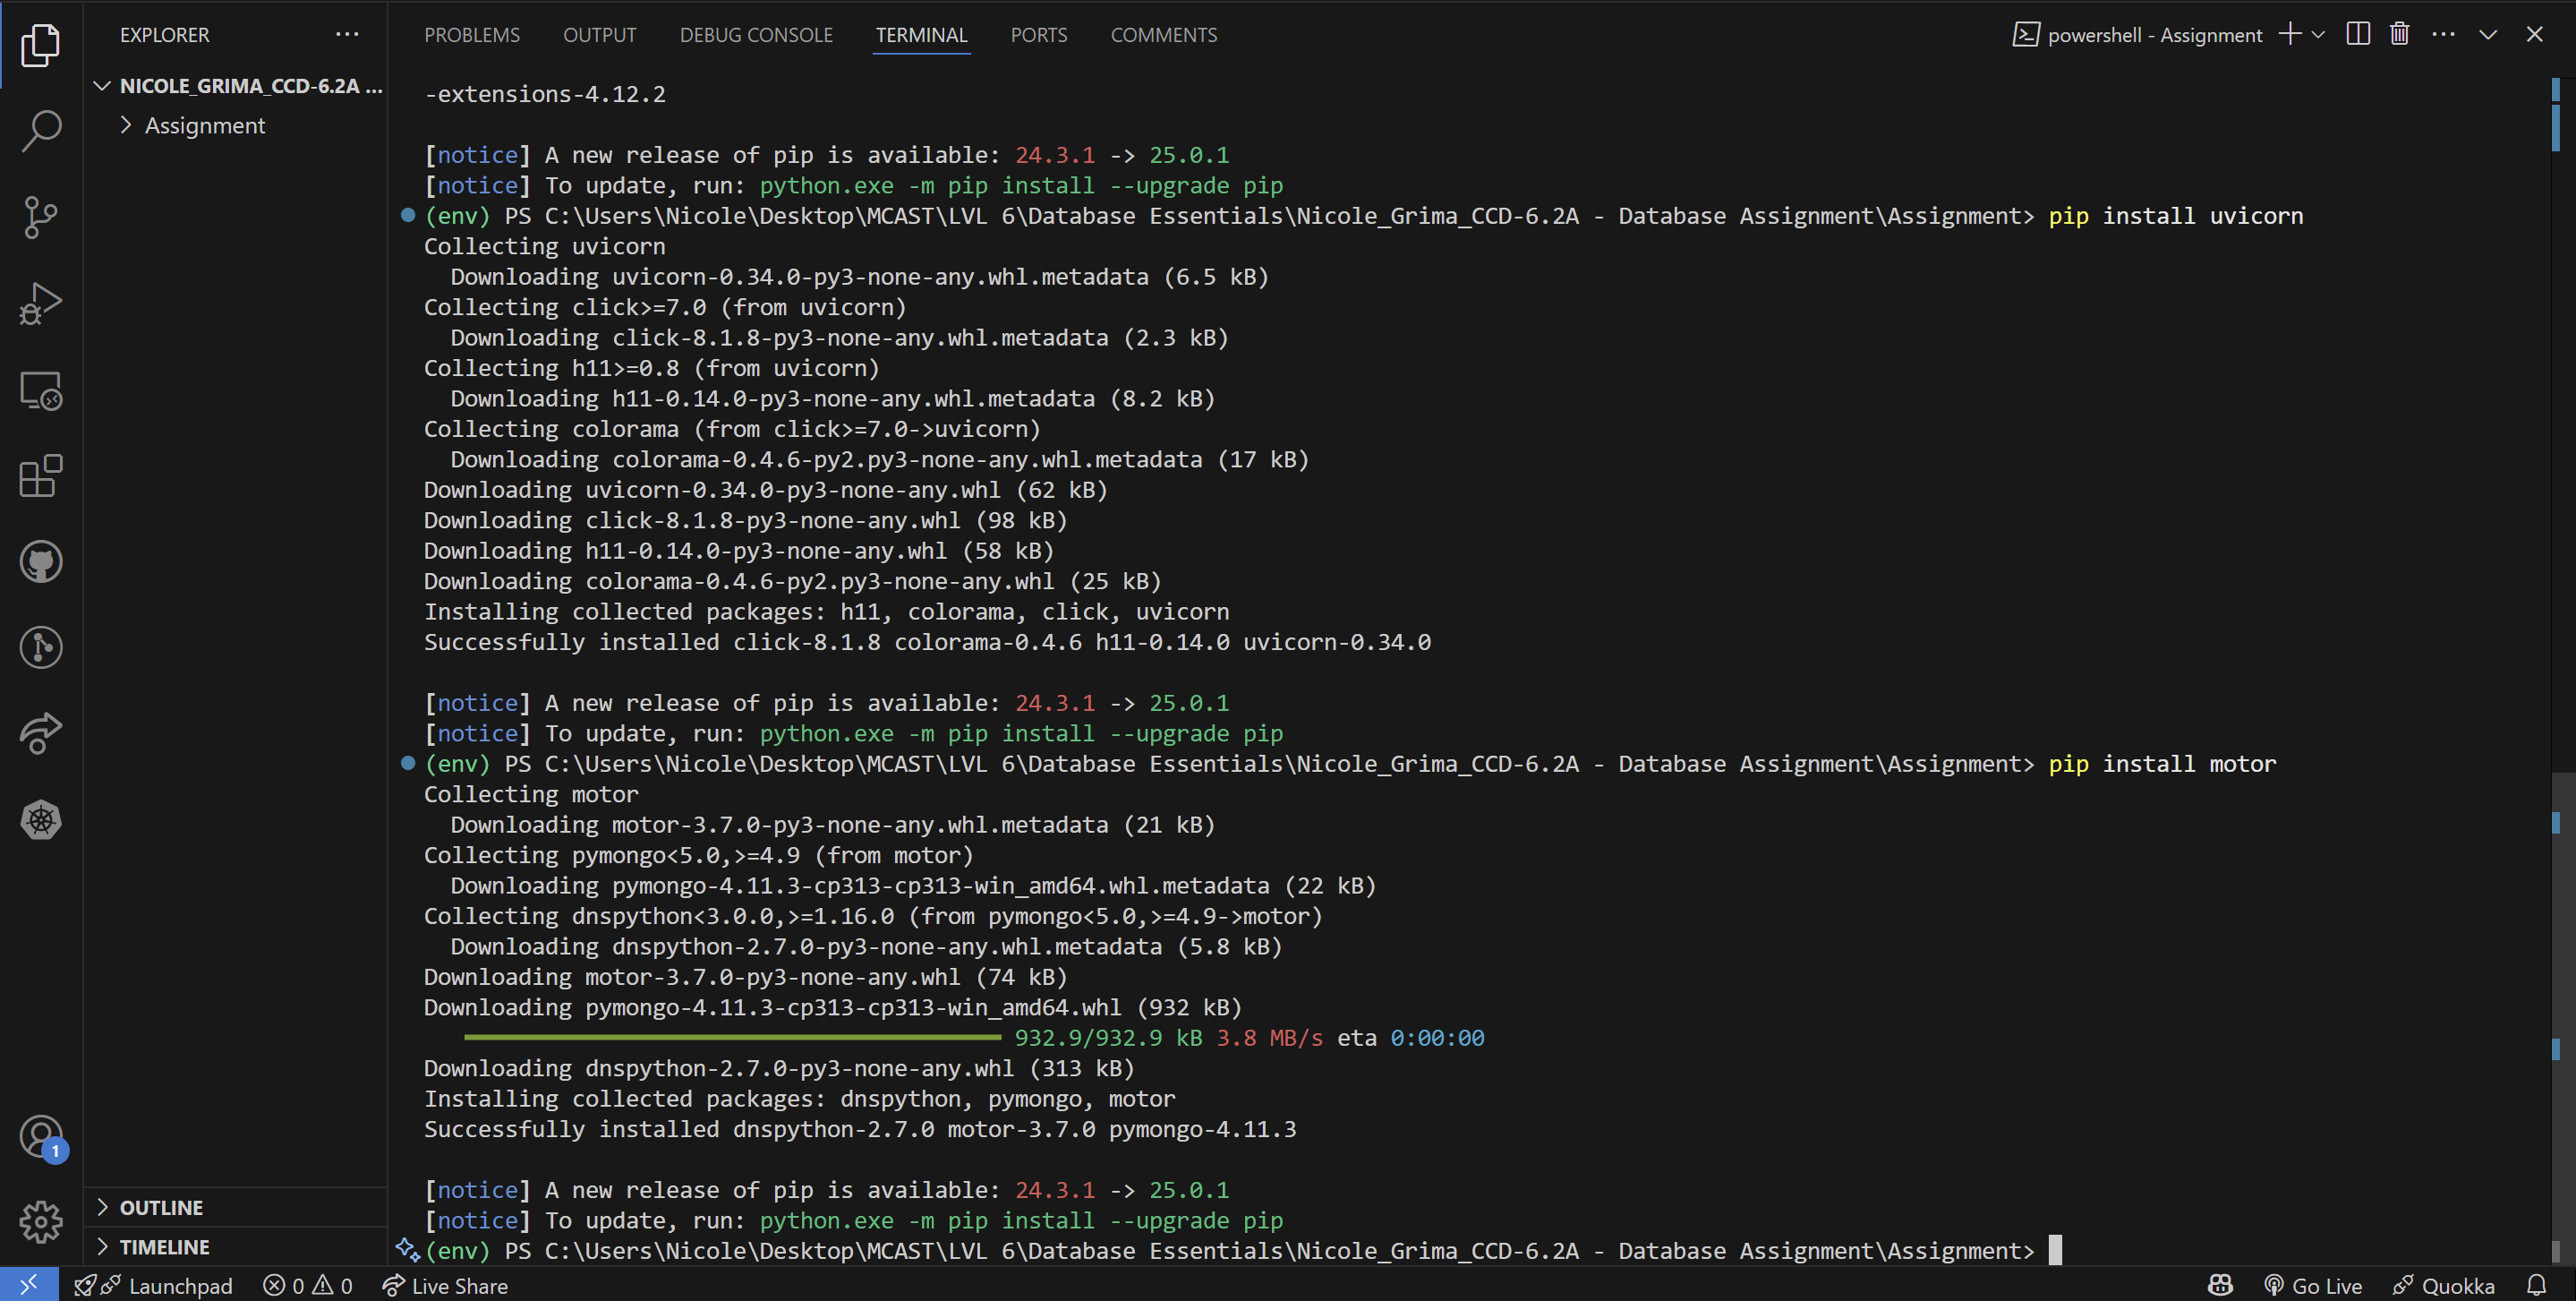 EXPLORER
NICOLE_GRIMA_CCD-6.2A ...
Assignment
OUTLINE
TIMELINE
PROBLEMS OUTPUT DEBUG CONSOLE TERMINAL PORTS COMMENTS
powershell - Assignment
-extensions-4.12.2
[notice] A new release of pip is available: 24.3.1 -> 25.0.1
[notice] To update, run: python.exe -m pip install --upgrade pip
(env) PS C:\Users\Nicole\Desktop\MCAST\LVL 6\Database Essentials\Nicole_Grima_CCD-6.2A - Database Assignment\Assignment> pip install uvicorn
Collecting uvicorn
Downloading uvicorn-0.34.0-py3-none-any.whl.metadata (6.5 kB)
Collecting click>=7.0 (from uvicorn)
Downloading click-8.1.8-py3-none-any.whl.metadata (2.3 kB)
Collecting h11>=0.8 (from uvicorn)
Downloading h11-0.14.0-py3-none-any.whl.metadata (8.2 kB)
Collecting colorama (from click>=7.0->uvicorn)
Downloading colorama-0.4.6-py2.py3-none-any.whl.metadata (17 kB)
Downloading uvicorn-0.34.0-py3-none-any.whl (62 kB)
Downloading click-8.1.8-py3-none-any.whl (98 kB)
Downloading h11-0.14.0-py3-none-any.whl (58 kB)
Downloading colorama-0.4.6-py2.py3-none-any.whl (25 kB)
Installing collected packages: h11, colorama, click, uvicorn
Successfully installed click-8.1.8 colorama-0.4.6 h11-0.14.0 uvicorn-0.34.0
[notice] A new release of pip is available: 24.3.1 -> 25.0.1
[notice] To update, run: python.exe -m pip install --upgrade pip
(env) PS C:\Users\Nicole\Desktop\MCAST\LVL 6\Database Essentials\Nicole_Grima_CCD-6.2A - Database Assignment\Assignment> pip install motor
Collecting motor
Downloading motor-3.7.0-py3-none-any.whl.metadata (21 kB)
Collecting pymongo<5.0,>=4.9 (from motor)
Downloading pymongo-4.11.3-cp313-cp313-win_amd64.whl.metadata (22 kB)
Collecting dnspython<3.0.0,>=1.16.0 (from pymongo<5.0,>=4.9->motor)
Downloading dnspython-2.7.0-py3-none-any.whl.metadata (5.8 kB)
Downloading motor-3.7.0-py3-none-any.whl (74 kB)
Downloading pymongo-4.11.3-cp313-cp313-win_amd64.whl (932 kB)
932.9/932.9 kB 3.8 MB/s eta 0:00:00
Downloading dnspython-2.7.0-py3-none-any.whl (313 kB)
Installing collected packages: dnspython, pymongo, motor
Successfully installed dnspython-2.7.0 motor-3.7.0 pymongo-4.11.3
[notice] A new release of pip is available: 24.3.1 -> 25.0.1
[notice] To update, run: python.exe -m pip install --upgrade pip
(env) PS C:\Users\Nicole\Desktop\MCAST\LVL 6\Database Essentials\Nicole_Grima_CCD-6.2A - Database Assignment\Assignment>
1
Launchpad 0 0 Live Share Go Live Quokka